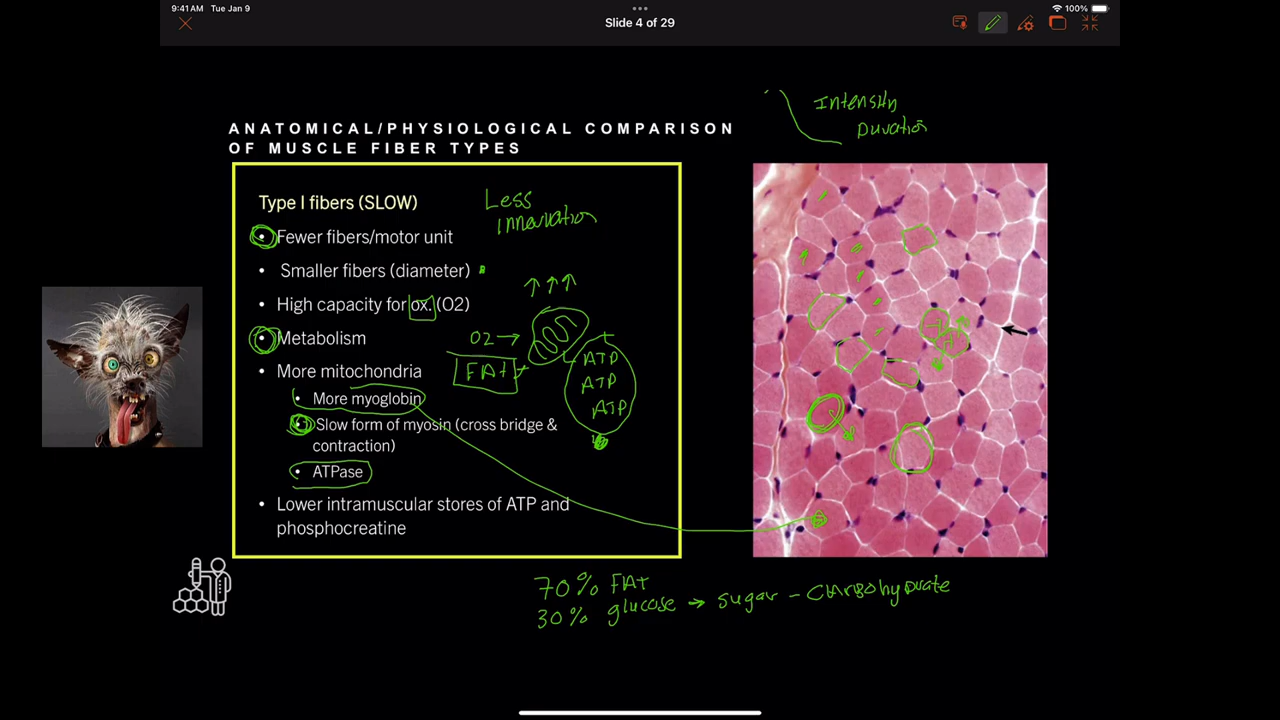 9:41 AM Tue Jan 9
100%
Slide 4 of 29
Intensity
Duration
ANATOMICAL/PHYSIOLOGICAL COMPARISON
OF MUSCLE FIBER TYPES
Type I fibers (SLOW)
Less
innervation
• Fewer fibers/motor unit
• Smaller fibers (diameter)
• High capacity for ox. (O2)
• Metabolism
O2 →
FAt
ATP
ATP
ATP
• More mitochondria
• More myoglobin
• Slow form of myosin (cross bridge &
contraction)
• ATPase
• Lower intramuscular stores of ATP and
phosphocreatine
70% FAt
30% glucose → sugar - Carbohydrate